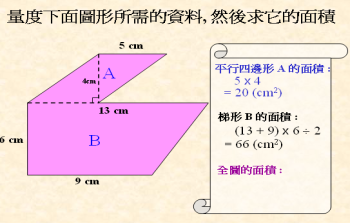 量度下面圖形所需的資料,然後求它的面積
5 cm
A
4cm
13 cm
6 cm
B
9 cm
平行四邊形 A 的面積 :
5 x 4
= 20 (cm²)
梯形 B 的面積 :
(13 + 9) x 6 ÷ 2
= 66 (cm²)
全圖的面積 :